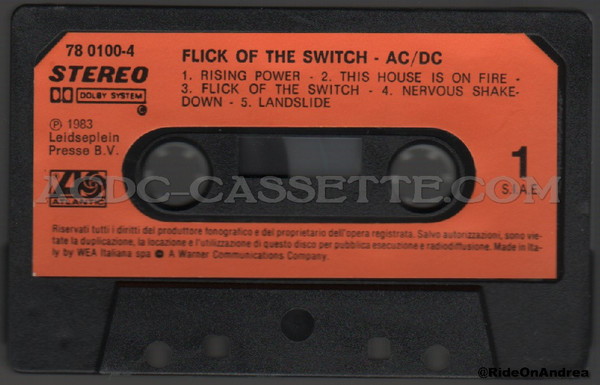 78 0100-4
FLICK OF THE SWITCH - AC/DC
STEREO
1. RISING POWER - 2. THIS HOUSE IS ON FIRE -
3. FLICK OF THE SWITCH - 4. NERVOUS SHAKE-
DOWN - 5. LANDSLIDE
DOLBY SYSTEM
C
℗ 1983
Leidseplein
Presse B.V.
1
S.I.A.E.
ACDC-CASSETTE.COM
ATLANTIC
Riservati tutti i diritti del produttore fonografico e del proprietario dell'opera registrata. Salvo autorizzazioni, sono vie-
tate la duplicazione, la locazione e l'utilizzazione di questo disco per pubblica esecuzione e radiodiffusione. Made in Ita-
ly by WEA Italiana spa A Warner Communications Company.
@RideOnAndrea